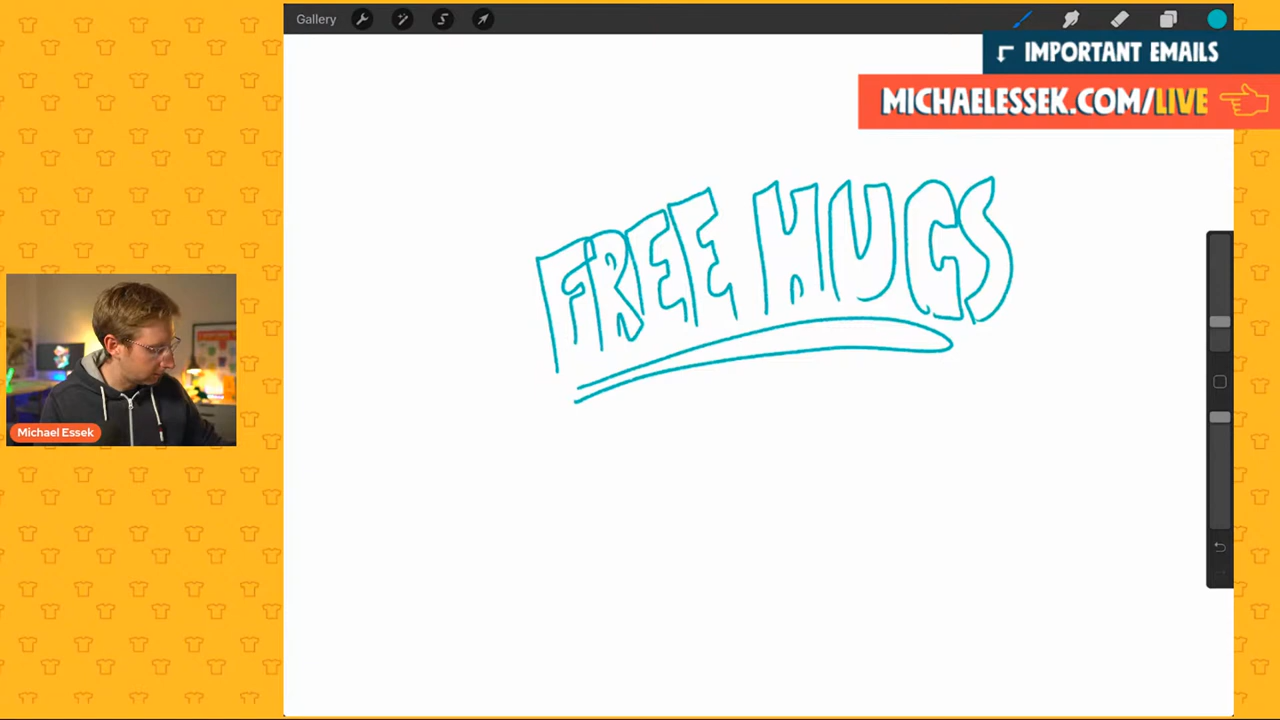 Gallery
IMPORTANT EMAILS
MICHAELESSEK.COM/LIVE
FREE HUGS
Michael Essek